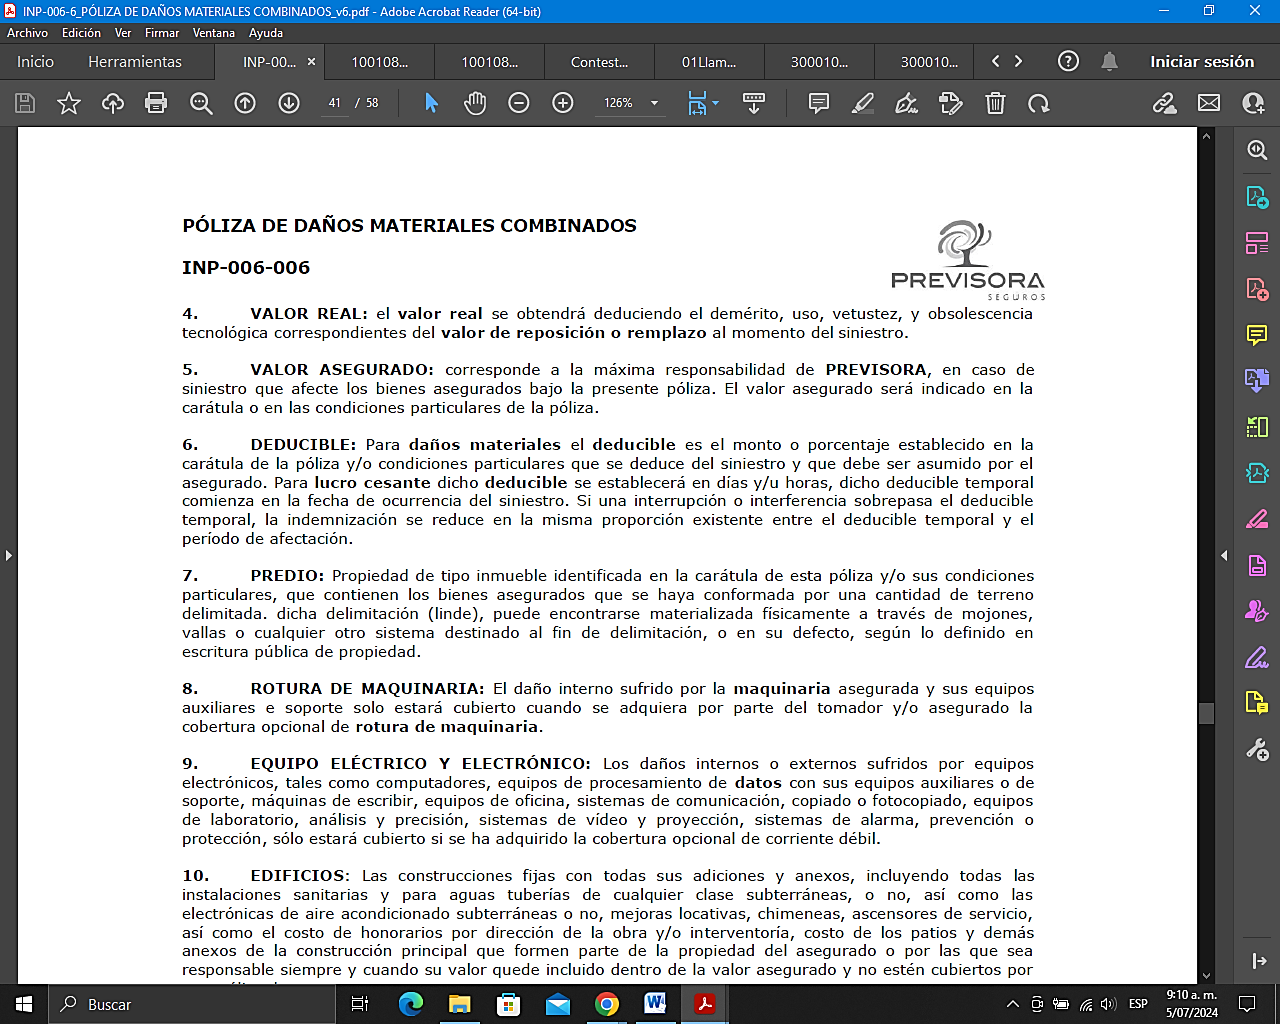 INP-006-6_PÓLIZA DE DAÑOS MATERIALES COMBINADOS_v6.pdf - Adobe Acrobat Reader (64-bit)
Archivo Edición Ver Firmar Ventana Ayuda
Inicio Herramientas INP-00... × 100108... 100108... Contest... 01Llam... 300010... 300010... Iniciar sesión
41 / 58 126%
PÓLIZA DE DAÑOS MATERIALES COMBINADOS
INP-006-006
PREVISORA
SEGUROS
4. VALOR REAL: el valor real se obtendrá deduciendo el demérito, uso, vetustez, y obsolescencia
tecnológica correspondientes del valor de reposición o remplazo al momento del siniestro.
5. VALOR ASEGURADO: corresponde a la máxima responsabilidad de PREVISORA, en caso de
siniestro que afecte los bienes asegurados bajo la presente póliza. El valor asegurado será indicado en la
carátula o en las condiciones particulares de la póliza.
6. DEDUCIBLE: Para daños materiales el deducible es el monto o porcentaje establecido en la
carátula de la póliza y/o condiciones particulares que se deduce del siniestro y que debe ser asumido por el
asegurado. Para lucro cesante dicho deducible se establecerá en días y/u horas, dicho deducible temporal
comienza en la fecha de ocurrencia del siniestro. Si una interrupción o interferencia sobrepasa el deducible
temporal, la indemnización se reduce en la misma proporción existente entre el deducible temporal y el
período de afectación.
7. PREDIO: Propiedad de tipo inmueble identificada en la carátula de esta póliza y/o sus condiciones
particulares, que contienen los bienes asegurados que se haya conformada por una cantidad de terreno
delimitada. dicha delimitación (linde), puede encontrarse materializada físicamente a través de mojones,
vallas o cualquier otro sistema destinado al fin de delimitación, o en su defecto, según lo definido en
escritura pública de propiedad.
8. ROTURA DE MAQUINARIA: El daño interno sufrido por la maquinaria asegurada y sus equipos
auxiliares e soporte solo estará cubierto cuando se adquiera por parte del tomador y/o asegurado la
cobertura opcional de rotura de maquinaria.
9. EQUIPO ELÉCTRICO Y ELECTRÓNICO: Los daños internos o externos sufridos por equipos
electrónicos, tales como computadores, equipos de procesamiento de datos con sus equipos auxiliares o de
soporte, máquinas de escribir, equipos de oficina, sistemas de comunicación, copiado o fotocopiado, equipos
de laboratorio, análisis y precisión, sistemas de vídeo y proyección, sistemas de alarma, prevención o
protección, sólo estará cubierto si se ha adquirido la cobertura opcional de corriente débil.
10. EDIFICIOS: Las construcciones fijas con todas sus adiciones y anexos, incluyendo todas las
instalaciones sanitarias y para aguas tuberías de cualquier clase subterráneas, o no, así como las
electrónicas de aire acondicionado subterráneas o no, mejoras locativas, chimeneas, ascensores de servicio,
así como el costo de honorarios por dirección de la obra y/o interventoría, costo de los patios y demás
anexos de la construcción principal que formen parte de la propiedad del asegurado o por las que sea
responsable siempre y cuando su valor quede incluido dentro de la valor asegurado y no estén cubiertos por
Buscar ESP 9:10 a. m.
5/07/2024